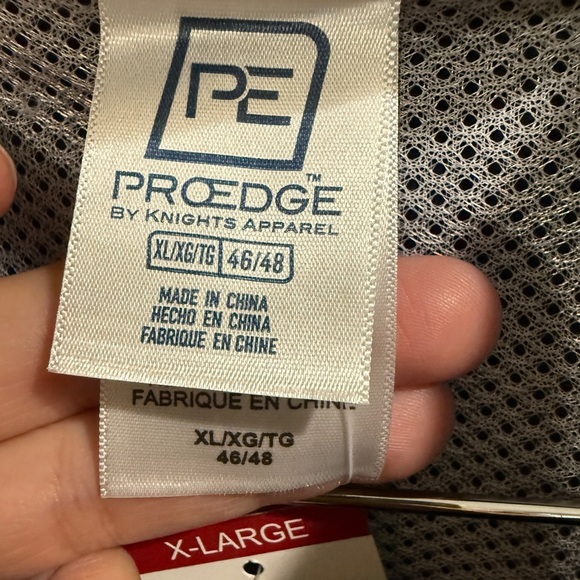 PE
PROEDGE™
BY KNIGHTS APPAREL
XL/XG/TG 46/48
MADE IN CHINA
HECHO EN CHINA
FABRIQUE EN CHINE
FABRIQUE EN CHINE
XL/XG/TG
46/48
X-LARGE